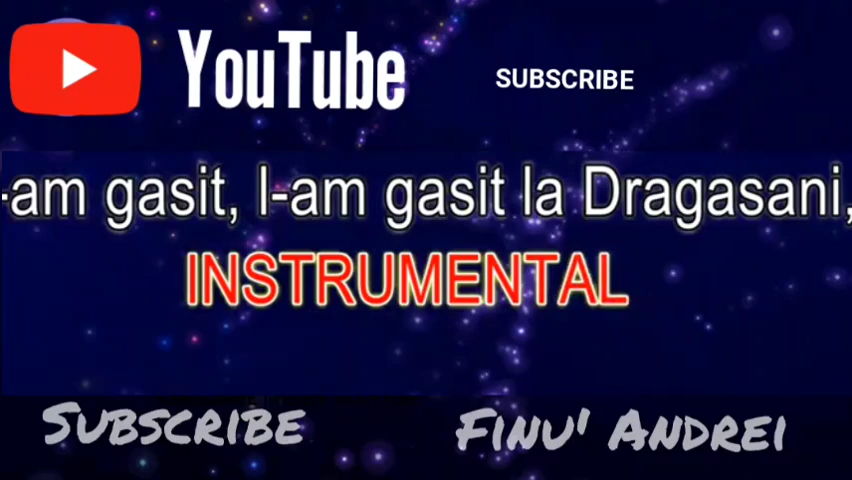 YouTube
SUBSCRIBE
-am gasit, I-am gasit la Dragasani,
INSTRUMENTAL
SUBSCRIBE
FINU' ANDREI